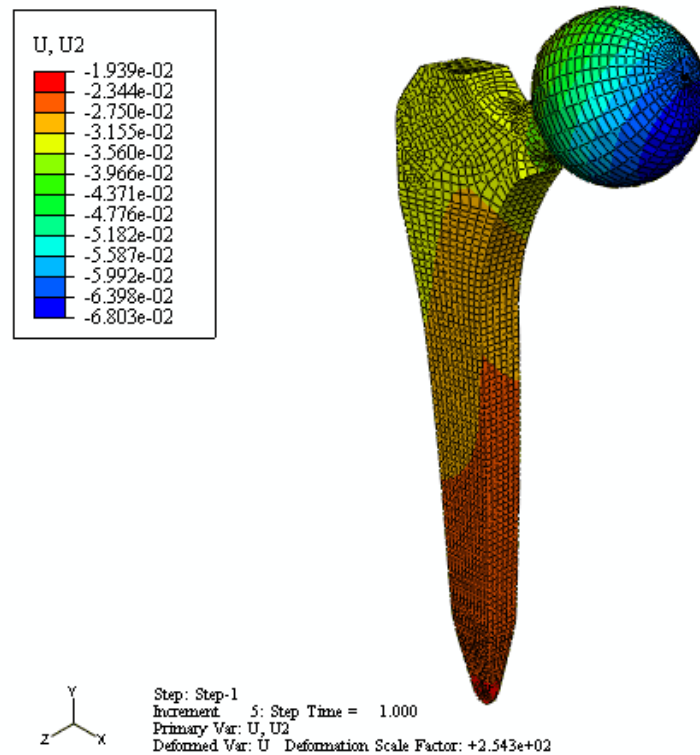 U, U2
-1.939e-02
-2.344e-02
-2.750e-02
-3.155e-02
-3.560e-02
-3.966e-02
-4.371e-02
-4.776e-02
-5.182e-02
-5.587e-02
-5.992e-02
-6.398e-02
-6.803e-02
Y
Z X
Step: Step-1
Increment 5: Step Time = 1.000
Primary Var: U, U2
Deformed Var: U Deformation Scale Factor: +2.543e+02